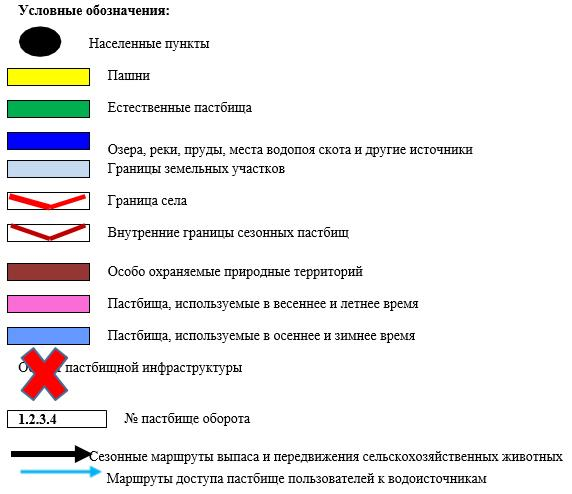 Условные обозначения:
Населенные пункты
Пашни
Естественные пастбища
Озера, реки, пруды, места водопоя скота и другие источники
Границы земельных участков
Граница села
Внутренние границы сезонных пастбищ
Особо охраняемые природные территорий
Пастбища, используемые в весеннее и летнее время
Пастбища, используемые в осеннее и зимнее время
пастбищной инфраструктуры
1.2.3.4 № пастбище оборота
Сезонные маршруты выпаса и передвижения сельскохозяйственных животных
Маршруты доступа пастбище пользователей к водоисточникам